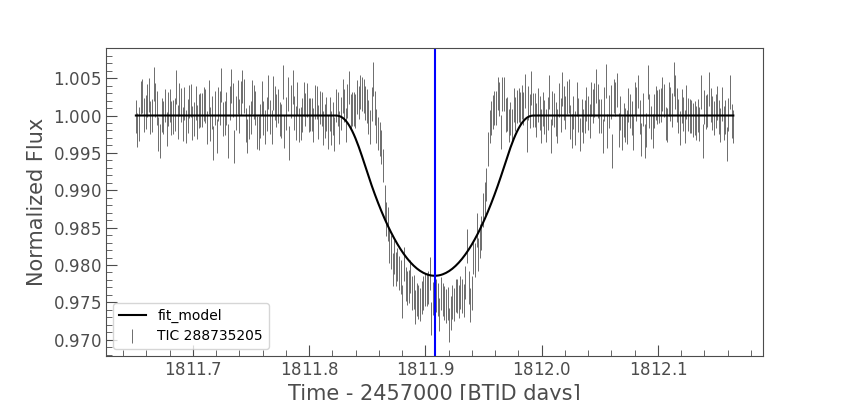 Normalized Flux
1.005
1.000
0.995
0.990
0.985
0.980
0.975
0.970
fit_model
TIC 288735205
1811.7 1811.8 1811.9 1812.0 1812.1
Time - 2457000 [BTJD days]